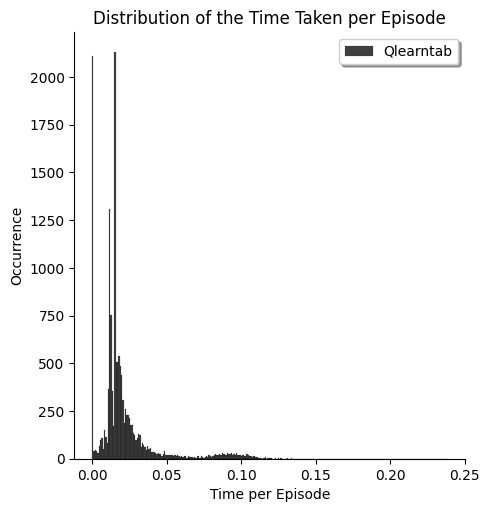 Distribution of the Time Taken per Episode
Qlearntab
2000
1750
1500
1250
1000
750
500
250
0
Occurrence
0.00 0.05 0.10 0.15 0.20 0.25
Time per Episode